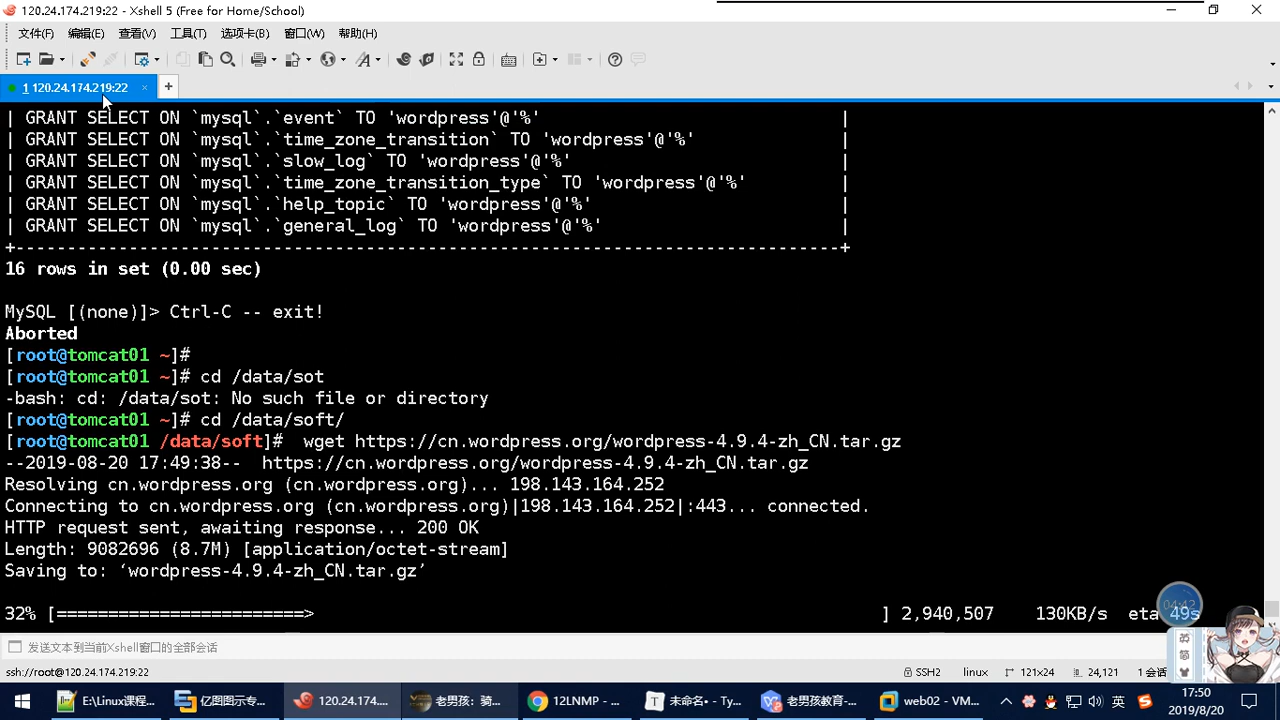 120.24.174.219:22 - Xshell 5 (Free for Home/School)
文件(F) 编辑(E) 查看(V) 工具(T) 选项卡(B) 窗口(W) 帮助(H)
1 120.24.174.219:22
| GRANT SELECT ON `mysql`.`event` TO 'wordpress'@'%' |
| GRANT SELECT ON `mysql`.`time_zone_transition` TO 'wordpress'@'%' |
| GRANT SELECT ON `mysql`.`slow_log` TO 'wordpress'@'%' |
| GRANT SELECT ON `mysql`.`time_zone_transition_type` TO 'wordpress'@'%' |
| GRANT SELECT ON `mysql`.`help_topic` TO 'wordpress'@'%' |
| GRANT SELECT ON `mysql`.`general_log` TO 'wordpress'@'%' |
+--------------------------------------------------------------------------------+
16 rows in set (0.00 sec)
MySQL [(none)]> Ctrl-C -- exit!
Aborted
[root@tomcat01 ~]#
[root@tomcat01 ~]# cd /data/sot
-bash: cd: /data/sot: No such file or directory
[root@tomcat01 ~]# cd /data/soft/
[root@tomcat01 /data/soft]#  wget https://cn.wordpress.org/wordpress-4.9.4-zh_CN.tar.gz
--2019-08-20 17:49:38--  https://cn.wordpress.org/wordpress-4.9.4-zh_CN.tar.gz
Resolving cn.wordpress.org (cn.wordpress.org)... 198.143.164.252
Connecting to cn.wordpress.org (cn.wordpress.org)|198.143.164.252|:443... connected.
HTTP request sent, awaiting response... 200 OK
Length: 9082696 (8.7M) [application/octet-stream]
Saving to: ‘wordpress-4.9.4-zh_CN.tar.gz’
32% [========================> ] 2,940,507 130KB/s eta 49s
04:42
英
简
发送文本到当前Xshell窗口的全部会话
ssh://root@120.24.174.219:22 SSH2 linux 121x24 24,121 1 会话
E:\Linux课程... 亿图图示专... 120.24.174.... 老男孩：骑... 12LNMP - ... 未命名• - Ty... 老男孩教育-... web02 - VM... 英 17:50
2019/8/20